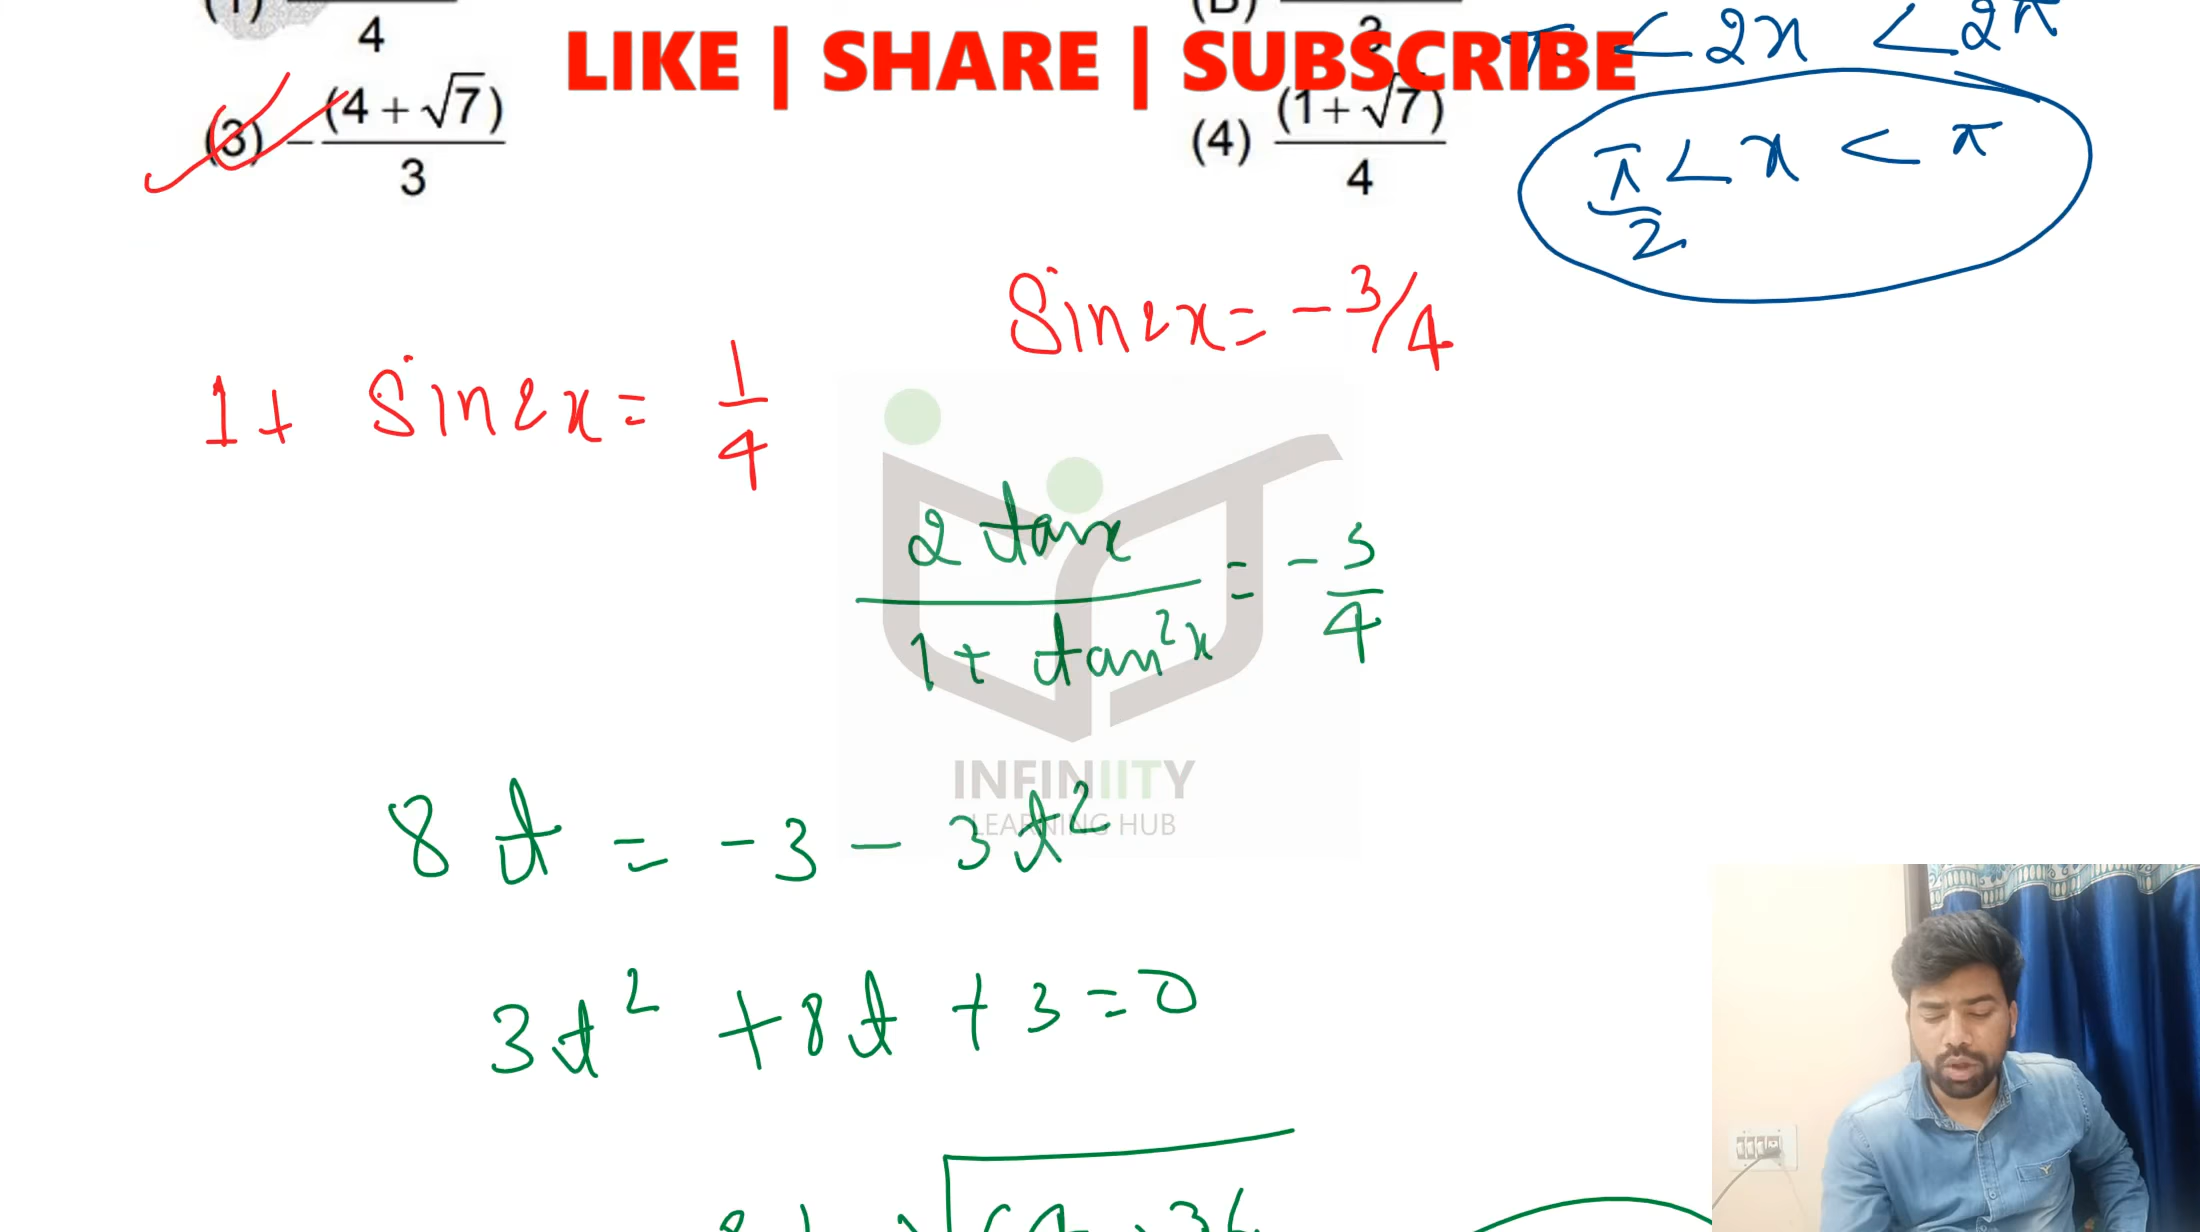 (1)
4
(B)
3
LIKE | SHARE | SUBSCRIBE
π < 2x < 2π
(3) -(4 + √7)/3
(4) (1+ √7)/4
π/2 < x < π
Sin2x = -3/4
1+ Sin2x = 1/4
2 tanx / 1+ tan²x = -3/4
INFINIITY
LEARNING HUB
8t = -3 - 3t²
3t² + 8t + 3 = 0